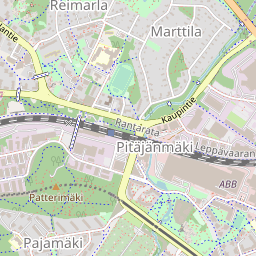 Reimarla
Marttila
Kaupintie
Rantarata
Leppävaaran
Pitäjänmäki
ABB
Patterimäki
Pajamäki